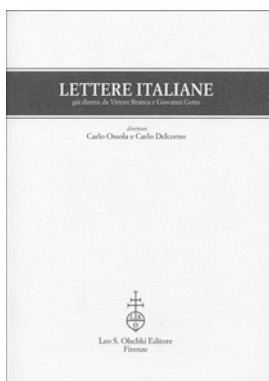 LETTERE ITALIANE
già diretta da Vittore Branca e Giovanni Getto
direttori
Carlo Ossola e Carlo Delcorno
Leo S. Olschki Editore
Firenze